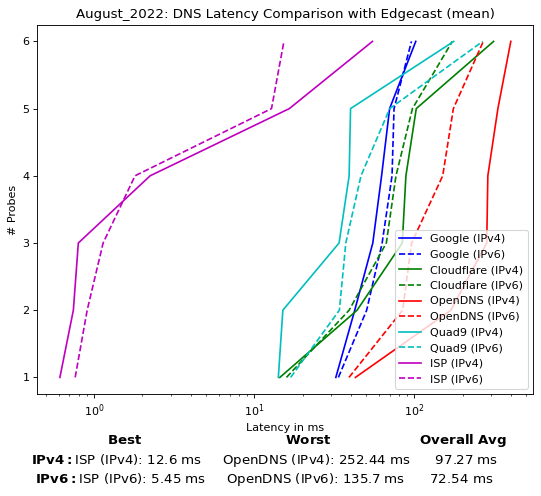 August_2022: DNS Latency Comparison with Edgecast (mean)
6
5
4
3
2
1
# Probes
Google (IPv4)
Google (IPv6)
Cloudflare (IPv4)
Cloudflare (IPv6)
OpenDNS (IPv4)
OpenDNS (IPv6)
Quad9 (IPv4)
Quad9 (IPv6)
ISP (IPv4)
ISP (IPv6)
10⁰ 10¹ 10²
Latency in ms
Best Worst Overall Avg
IPv4: ISP (IPv4): 12.6 ms OpenDNS (IPv4): 252.44 ms 97.27 ms
IPv6: ISP (IPv6): 5.45 ms OpenDNS (IPv6): 135.7 ms 72.54 ms